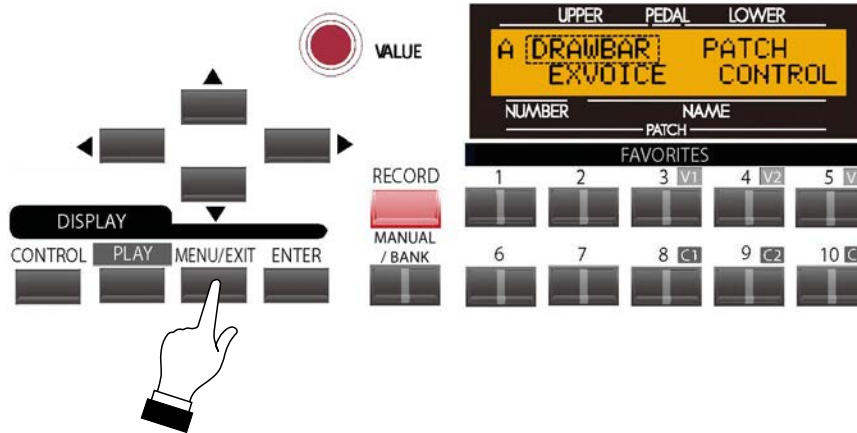 UPPER PEDAL LOWER
VALUE
A DRAWBAR PATCH
EXVOICE CONTROL
NUMBER NAME
PATCH
FAVORITES
RECORD
1 2 3 V1 4 V2 5
DISPLAY
CONTROL PLAY MENU/EXIT ENTER
MANUAL
/ BANK
6 7 8 C1 9 C2 10